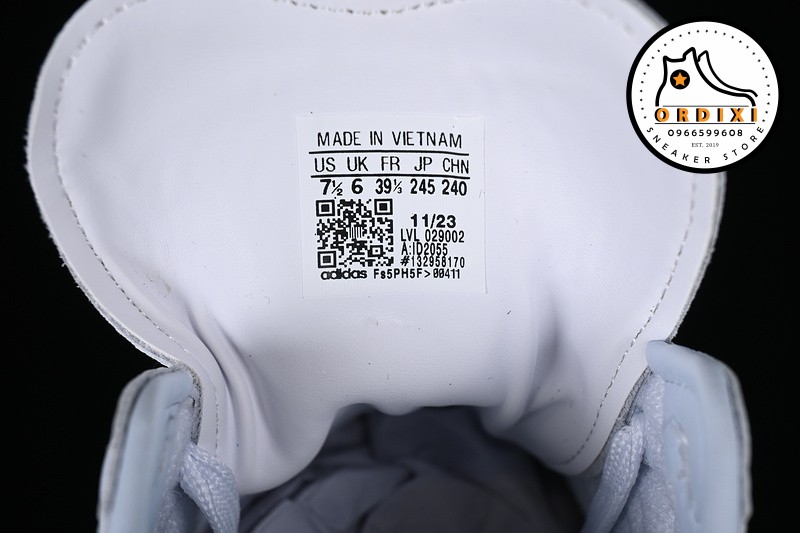 MADE IN VIETNAM
US UK FR JP CHN
7½ 6 39⅓ 245 240
11/23
LVL 029002
A:ID2055
#132958170
adidas Fs5PH5F>00411
ORDIXI
0966599608
EST. 2019
SNEAKER STORE